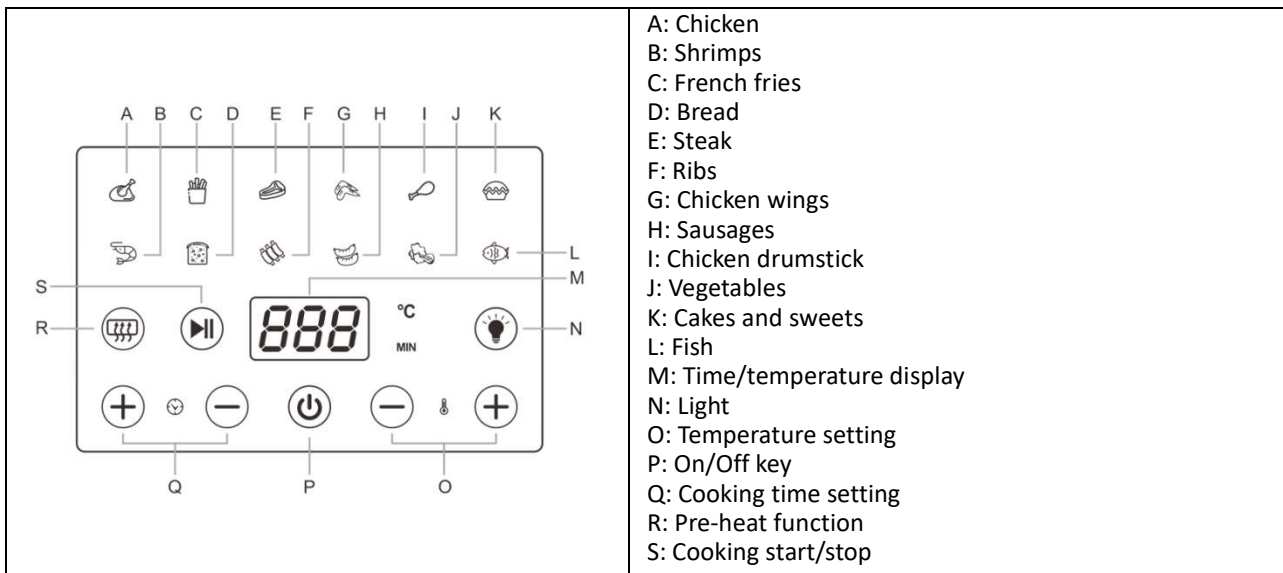 A B C D E F G H I J K
L
M
S
R
888 °C
MIN
N
Q P O
A: Chicken
B: Shrimps
C: French fries
D: Bread
E: Steak
F: Ribs
G: Chicken wings
H: Sausages
I: Chicken drumstick
J: Vegetables
K: Cakes and sweets
L: Fish
M: Time/temperature display
N: Light
O: Temperature setting
P: On/Off key
Q: Cooking time setting
R: Pre-heat function
S: Cooking start/stop